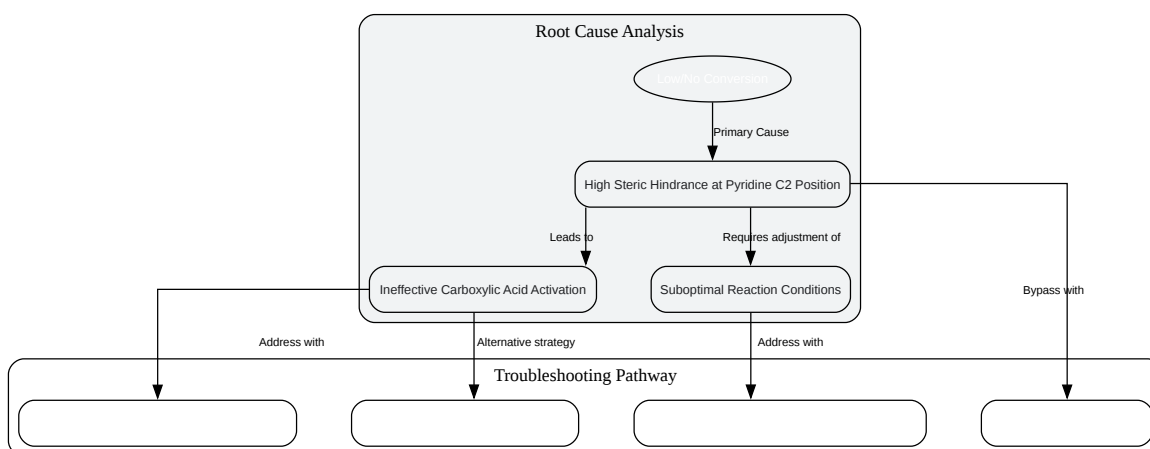 Root Cause Analysis
Low/No Conversion
Primary Cause
High Steric Hindrance at Pyridine C2 Position
Leads to
Requires adjustment of
Ineffective Carboxylic Acid Activation
Suboptimal Reaction Conditions
Bypass with
Address with
Alternative strategy
Address with
Troubleshooting Pathway